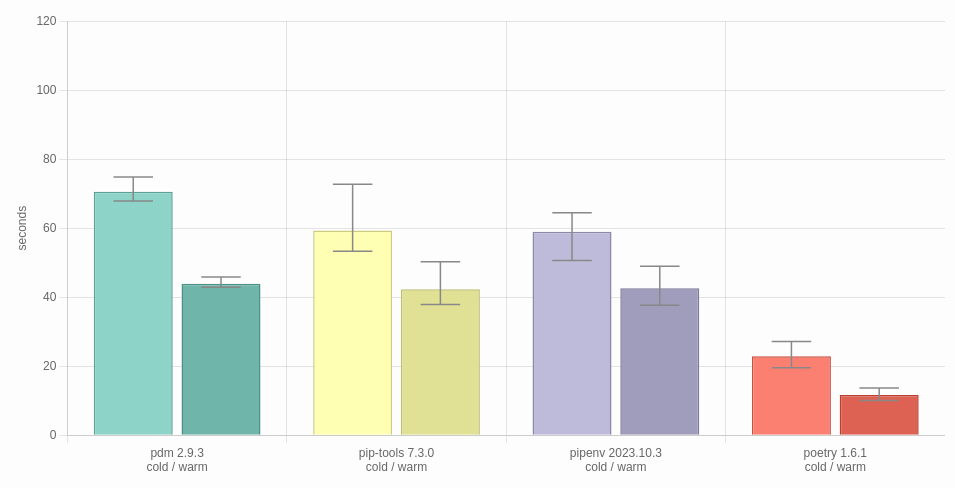 120
100
80
60
40
20
0
seconds
pdm 2.9.3
cold / warm
pip-tools 7.3.0
cold / warm
pipenv 2023.10.3
cold / warm
poetry 1.6.1
cold / warm